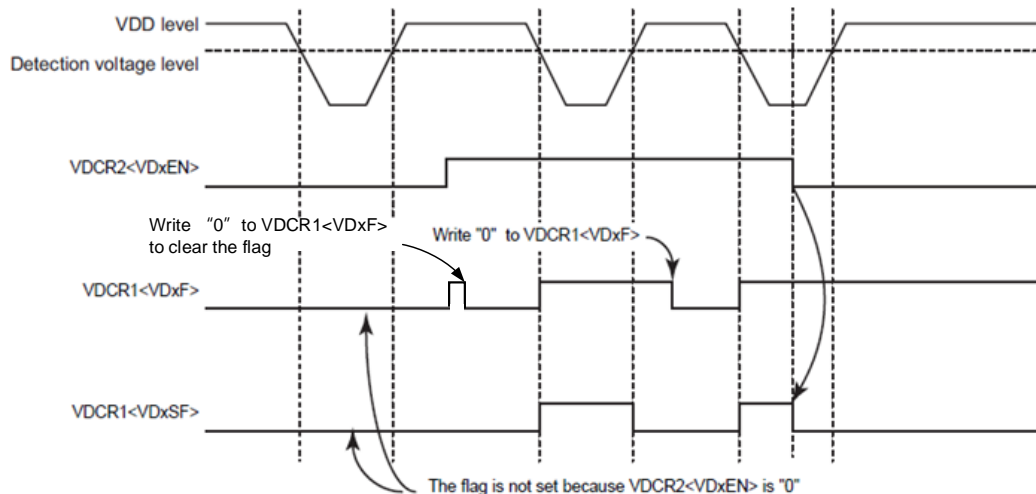 VDD level
Detection voltage level
VDCR2<VDxEN>
Write “0” to VDCR1<VDxF>
to clear the flag
Write "0" to VDCR1<VDxF>
VDCR1<VDxF>
VDCR1<VDxSF>
The flag is not set because VDCR2<VDxEN> is "0"